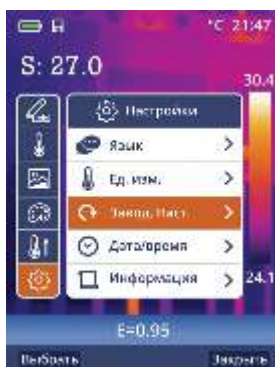 °C 21:47
S: 27.0
30.4
Настройки
Язык
Ед. изм.
Завод. Наст.
Дата/время
Информация
24.1
E=0.95
Выбрать Закрыть